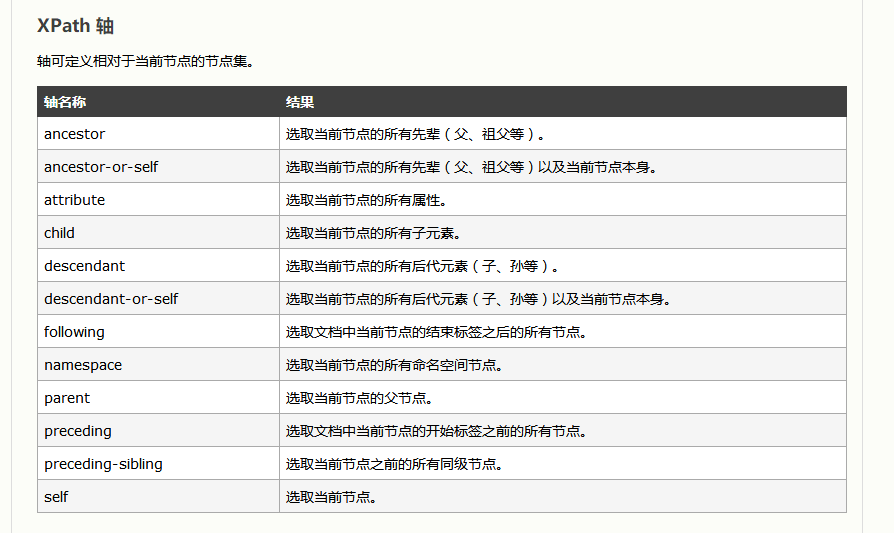 XPath 轴
轴可定义相对于当前节点的节点集。
轴名称 结果
ancestor 选取当前节点的所有先辈（父、祖父等）。
ancestor-or-self 选取当前节点的所有先辈（父、祖父等）以及当前节点本身。
attribute 选取当前节点的所有属性。
child 选取当前节点的所有子元素。
descendant 选取当前节点的所有后代元素（子、孙等）。
descendant-or-self 选取当前节点的所有后代元素（子、孙等）以及当前节点本身。
following 选取文档中当前节点的结束标签之后的所有节点。
namespace 选取当前节点的所有命名空间节点。
parent 选取当前节点的父节点。
preceding 选取文档中当前节点的开始标签之前的所有节点。
preceding-sibling 选取当前节点之前的所有同级节点。
self 选取当前节点。